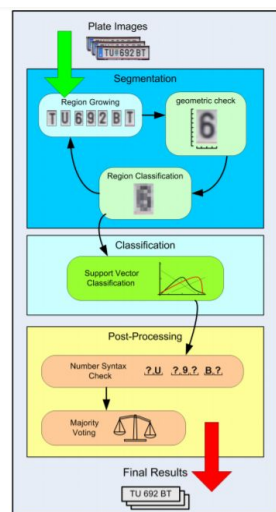 Plate Images
TU 692 BT
Segmentation
Region Growing
T U 6 9 2 B T
geometric check
6
Region Classification
6
Classification
Support Vector
Classification
Post-Processing
Number Syntax
Check
?.U. .?.9.? .B.?
Majority
Voting
Final Results
TU 692 BT